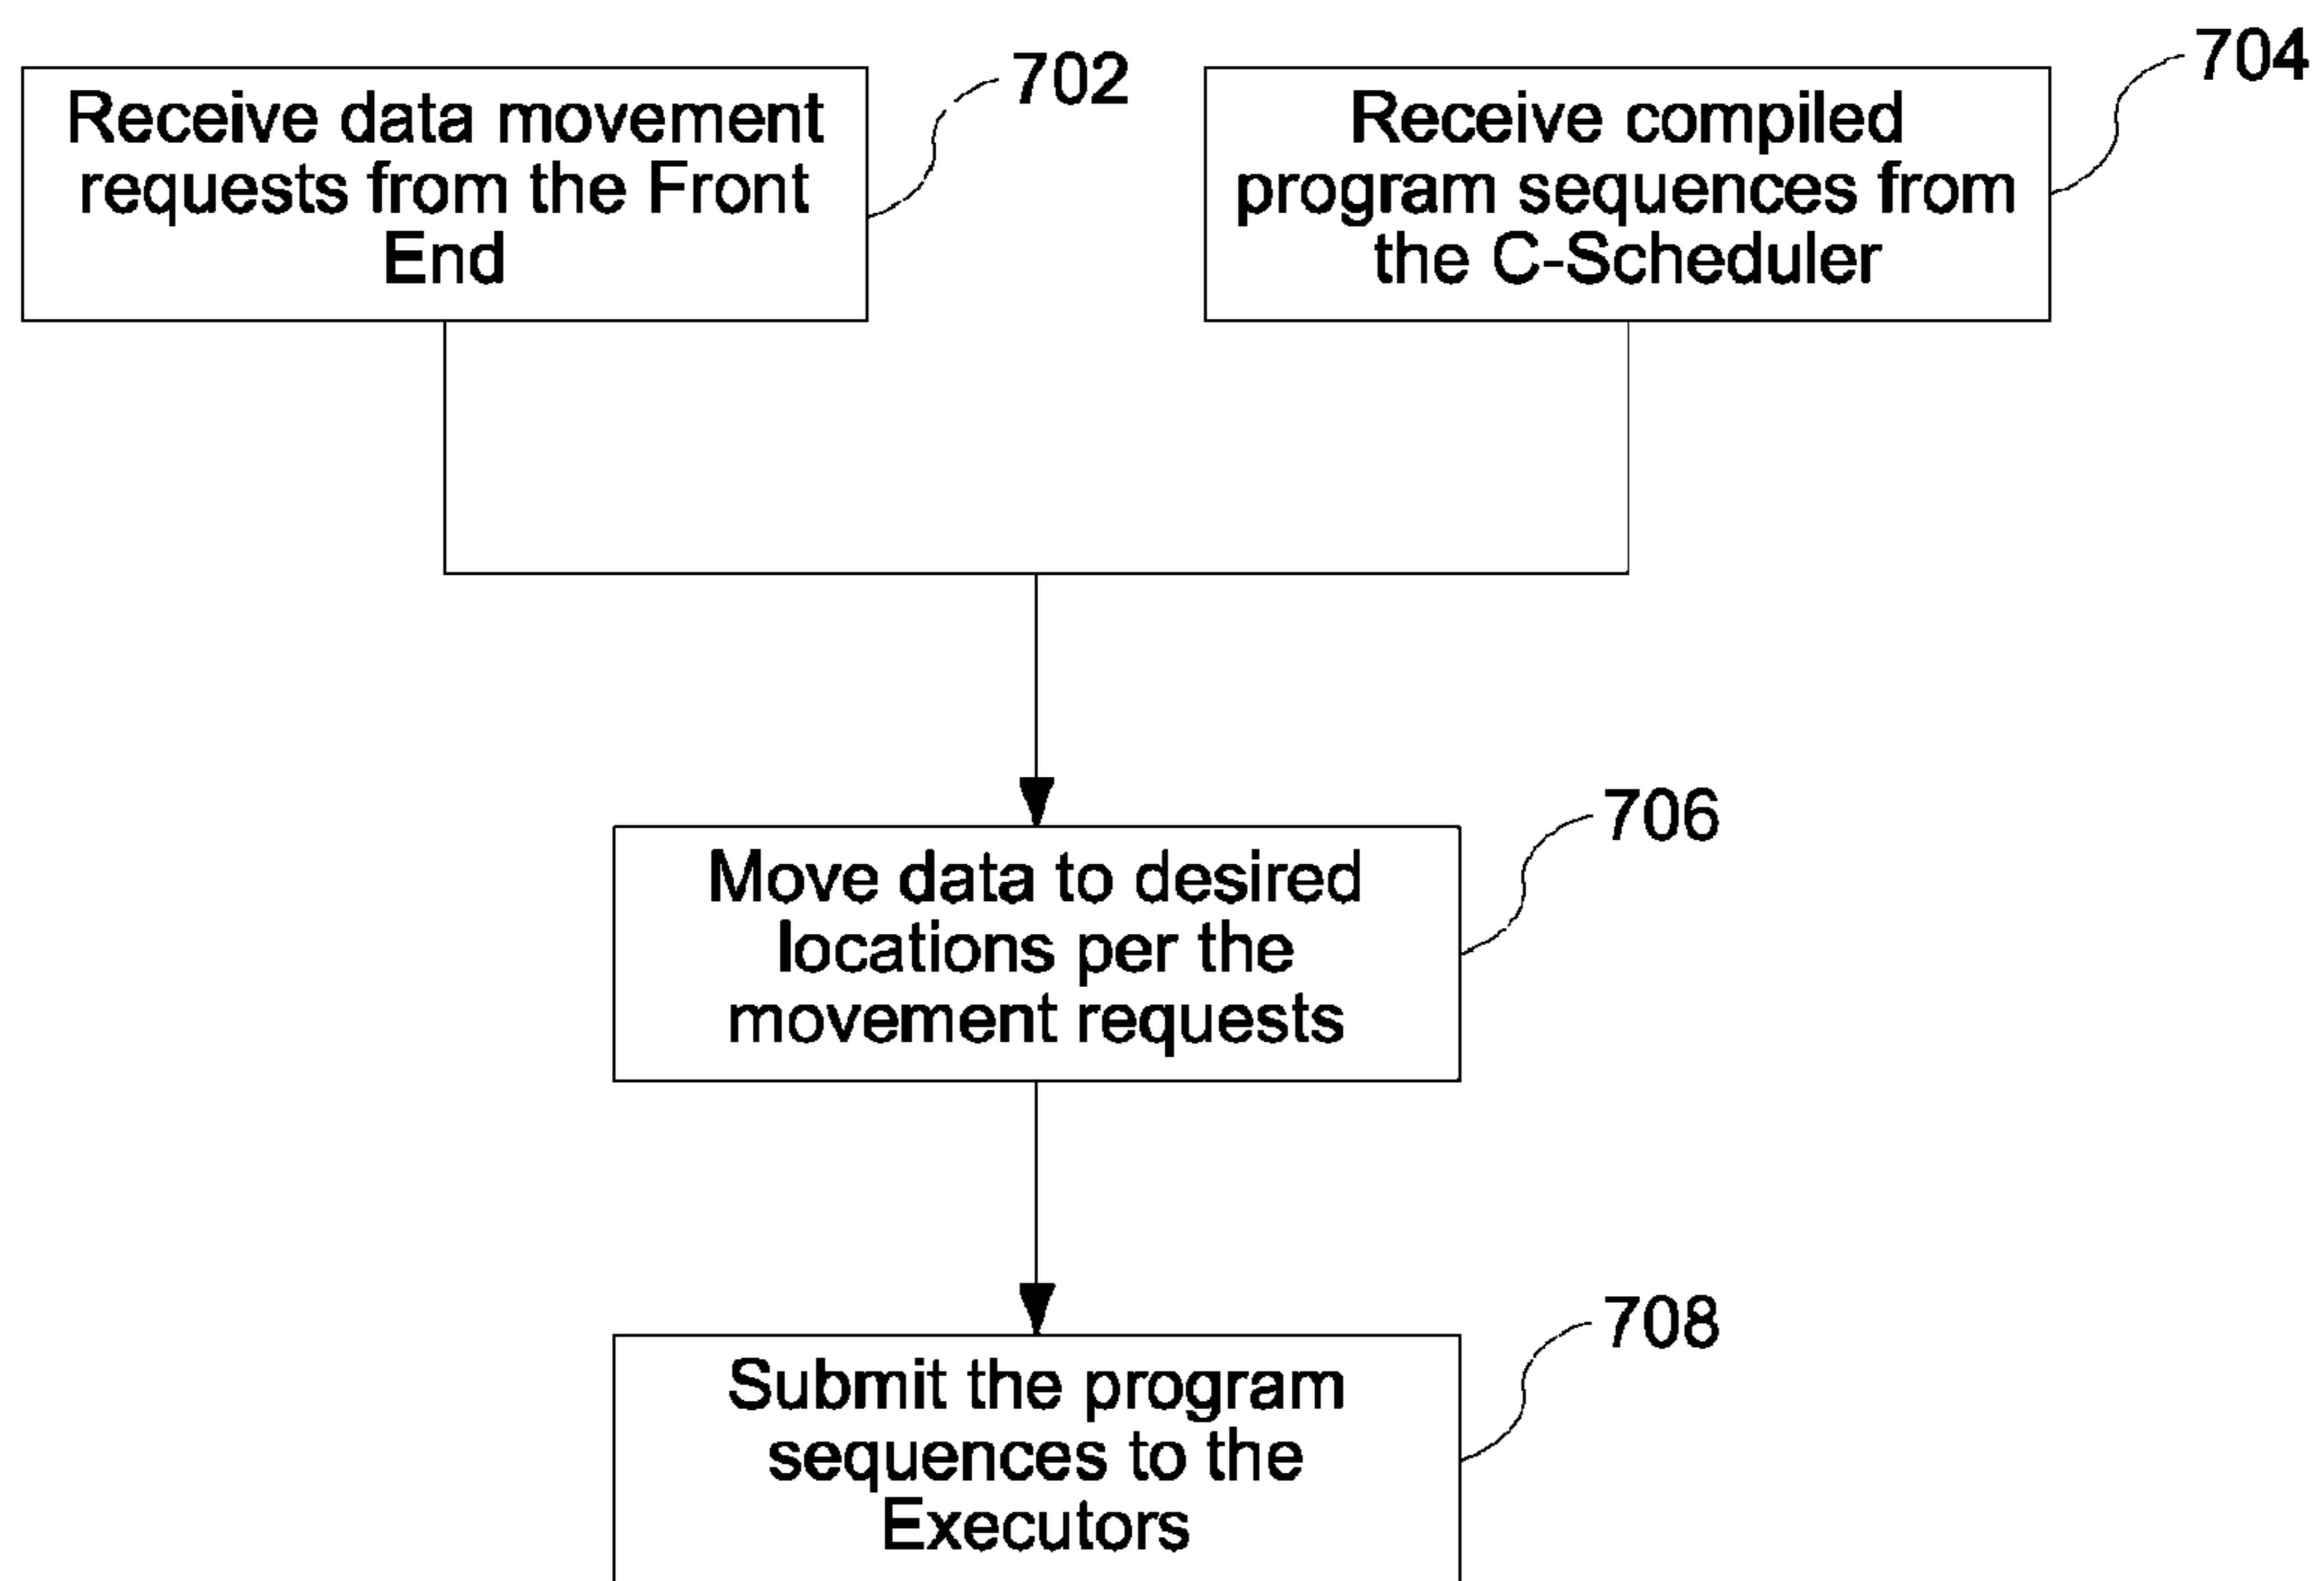 Receive data movement
requests from the Front
End
702
Receive compiled
program sequences from
the C-Scheduler
704
Move data to desired
locations per the
movement requests
706
Submit the program
sequences to the
Executors
708